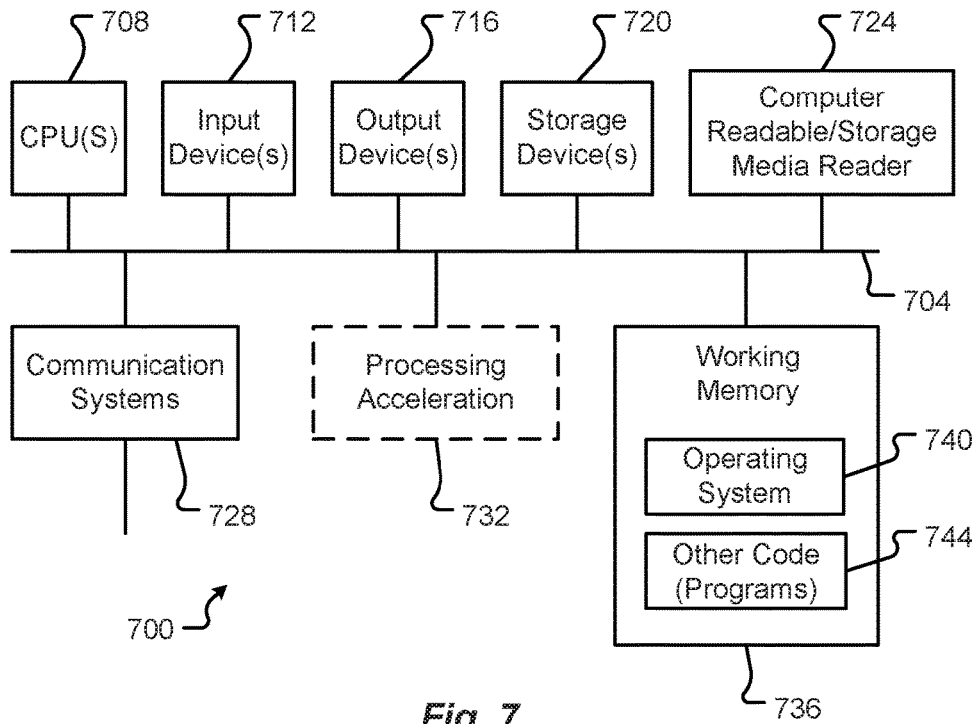 708
712
716
720
724
CPU(S)
Input
Device(s)
Output
Device(s)
Storage
Device(s)
Computer
Readable/Storage
Media Reader
704
Communication
Systems
Processing
Acceleration
Working
Memory
Operating
System
740
Other Code
(Programs)
744
728
732
700
736
Fig. 7